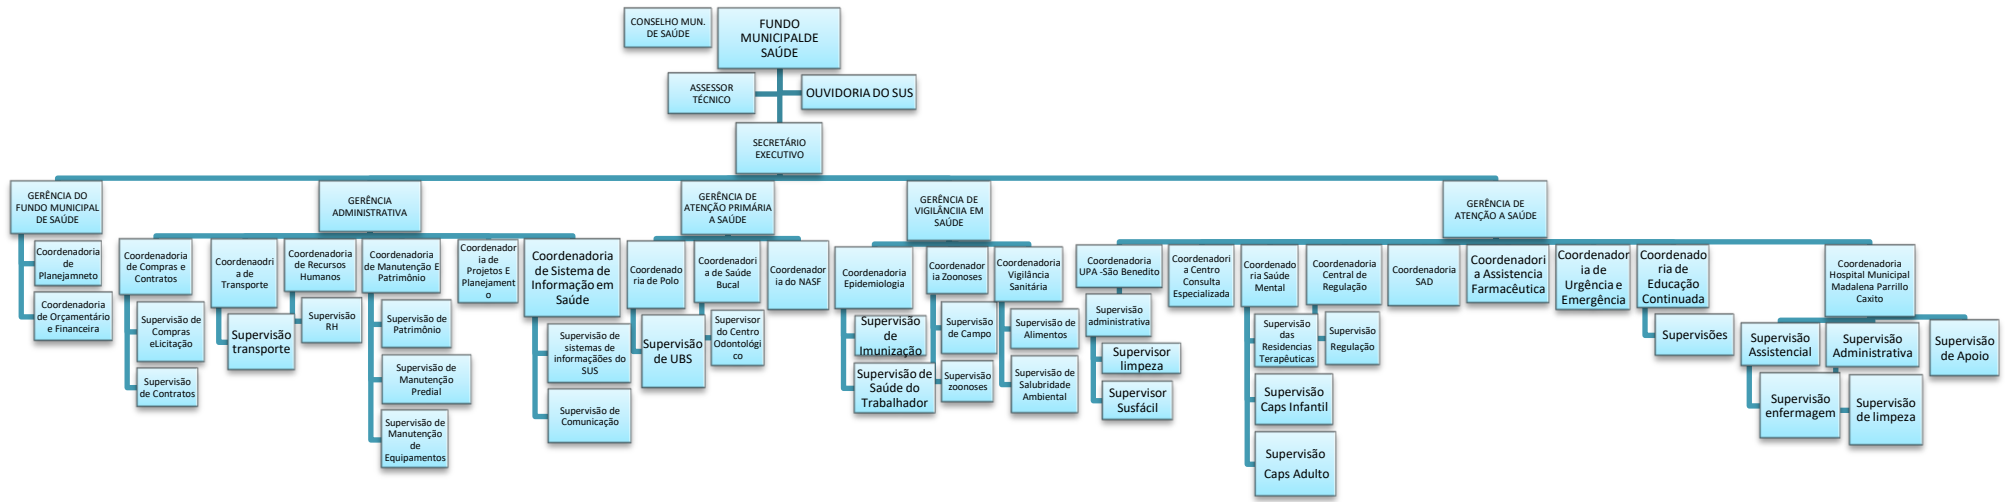 CONSELHO MUN.
DE SAÚDE
FUNDO
MUNICIPALDE
SAÚDE
ASSESSOR
TÉCNICO
OUVIDORIA DO SUS
SECRETÁRIO
EXECUTIVO
GERÊNCIA DO
FUNDO MUNICIPAL
DE SAÚDE
GERÊNCIA
ADMINISTRATIVA
GERÊNCIA DE
ATENÇÃO PRIMÁRIA
A SAÚDE
GERÊNCIA DE
VIGILÂNCIIA EM
SAÚDE
GERÊNCIA DE
ATENÇÃO A SAÚDE
Coordenadoria
de
Planejamneto
Coordenadoria
de Orçamentário
e Financeira
Coordenadoria
de Compras e
Contratos
Supervisão de
Compras
eLicitação
Supervisão
de Contratos
Coordenaodria
de
Transporte
Supervisão
transporte
Coordenadoria
de Recursos
Humanos
Supervisão
RH
Coordenadoria
de Manutenção E
Patrimônio
Supervisão de
Patrimônio
Supervisão de
Manutenção
Predial
Supervisão de
Manutenção
de
Equipamentos
Coordenador
ia de
Projetos E
Planejament
o
Coordenadoria
de Sistema de
Informação em
Saúde
Supervisão de
sistemas de
informaçãões do
SUS
Supervisão de
Comunicação
Coordenado
ria de Polo
Supervisão
de UBS
Coordenadori
a de Saúde
Bucal
Supervisor
do Centro
Odontológ
ico
Coordenador
ia do NASF
Coordenadoria
Epidemiologia
Supervisão
de
Imunização
Supervisão de
Saúde do
Trabalhador
Coordenador
ia Zoonoses
Supervisão
de Campo
Supervisão
zoonoses
Coordenadoria
Vigilância
Sanitária
Supervisão de
Alimentos
Supervisão de
Salubridade
Ambiental
Coordenadoria
UPA -São Benedito
Supervisão
administrativa
Supervisor
limpeza
Supervisor
Susfácil
Coordenadori
a Centro
Consulta
Especializada
Coordenad
oria Saúde
Mental
Supervisão
das
Residencias
Terapêuticas
Supervisão
Caps Infantil
Supervisão
Caps Adulto
Coordenadoria
Central de
Regulação
Supervisão
Regulação
Coordenadoria
SAD
Coordenadori
a Assistencia
Farmacêutica
Coordenador
ia de
Urgência e
Emergência
Coordenad
oria de
Educação
Continuada
Supervisões
Coordenadoria
Hospital Municipal
Madalena Parrillo
Caxito
Supervisão
Assistencial
Supervisão
enfermagem
Supervisão
Administrativa
Supervisão
de limpeza
Supervisão
de Apoio